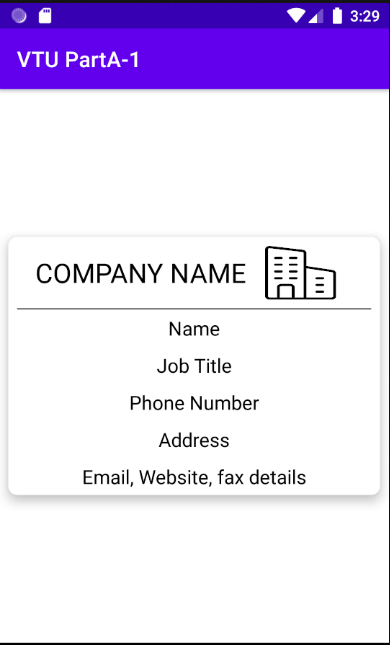 3:29
VTU PartA-1
COMPANY NAME
Name
Job Title
Phone Number
Address
Email, Website, fax details